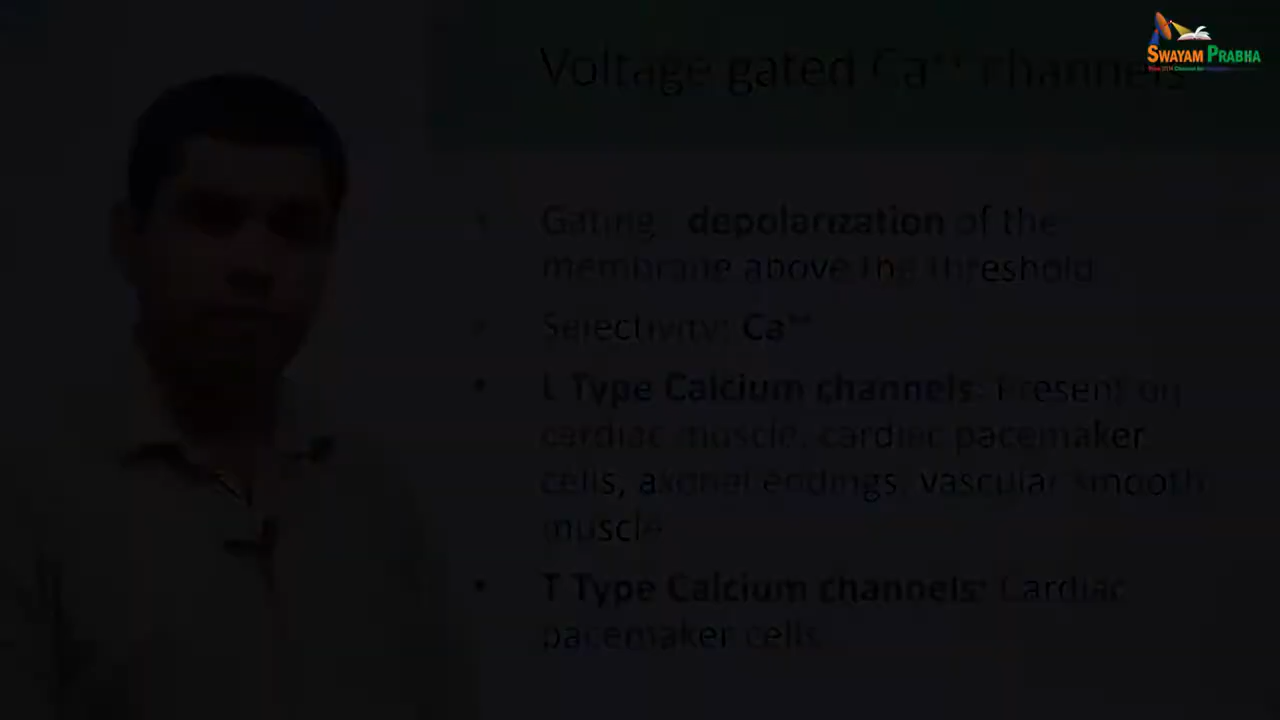 SWAYAM PRABHA
Voltage gated Ca⁺⁺ channels
• Gating: depolarization of the
membrane above the threshold
• Selectivity: Ca⁺⁺
• L Type Calcium channels: Present on
cardiac muscle, cardiac pacemaker
cells, axonal endings, vascular smooth
muscle
• T Type Calcium channels: Cardiac
pacemaker cells